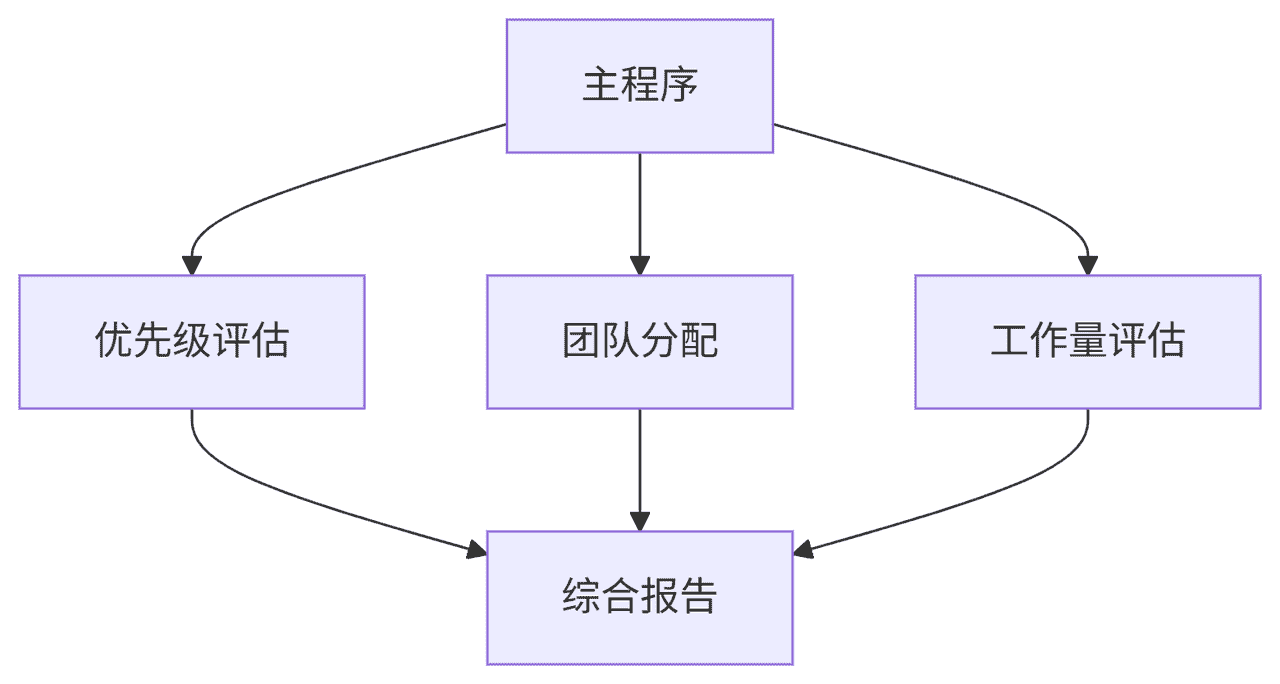 主程序
优先级评估
团队分配
工作量评估
综合报告